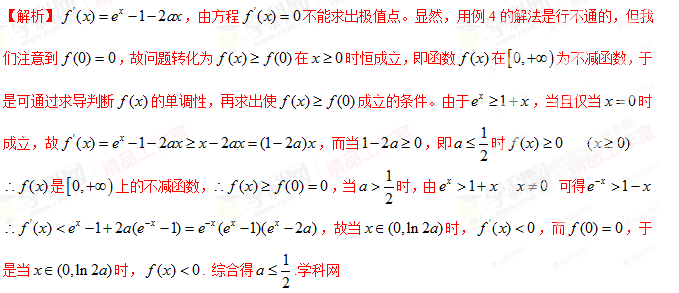 【解析】f'(x)=e^x-1-2ax，由方程 f'(x)=0不能求出极值点。显然，用例 4 的解法是行不通的，但我
们注意到 f(0)=0，故问题转化为 f(x)≥f(0)在 x≥0时恒成立，即函数 f(x)在[0,+∞)为不减函数，于
是可通过求导判断 f(x)的单调性，再求出使 f(x)≥f(0)成立的条件。由于e^x≥1+x，当且仅当 x=0时
成立，故 f'(x)=e^x-1-2ax≥x-2ax=(1-2a)x，而当1-2a≥0，即a≤1/2时 f(x)≥0 (x≥0)
∴f(x)是[0,+∞)上的不减函数，∴f(x)≥f(0)=0，当a>1/2时，由e^x>1+x x≠0 可得e^{-x}>1-x
∴f'(x)<e^x-1+2a(e^{-x}-1)=e^{-x}(e^x-1)(e^x-2a)，故当 x∈(0,ln 2a)时， f'(x)<0，而 f(0)=0，于
是当 x∈(0,ln 2a)时， f(x)<0. 综合得a≤1/2.学科网